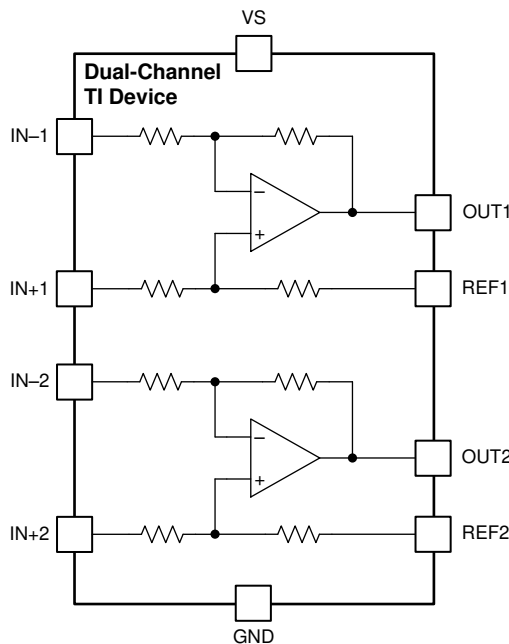 VS
Dual-Channel
TI Device
IN–1
OUT1
IN+1
REF1
IN–2
OUT2
IN+2
REF2
GND